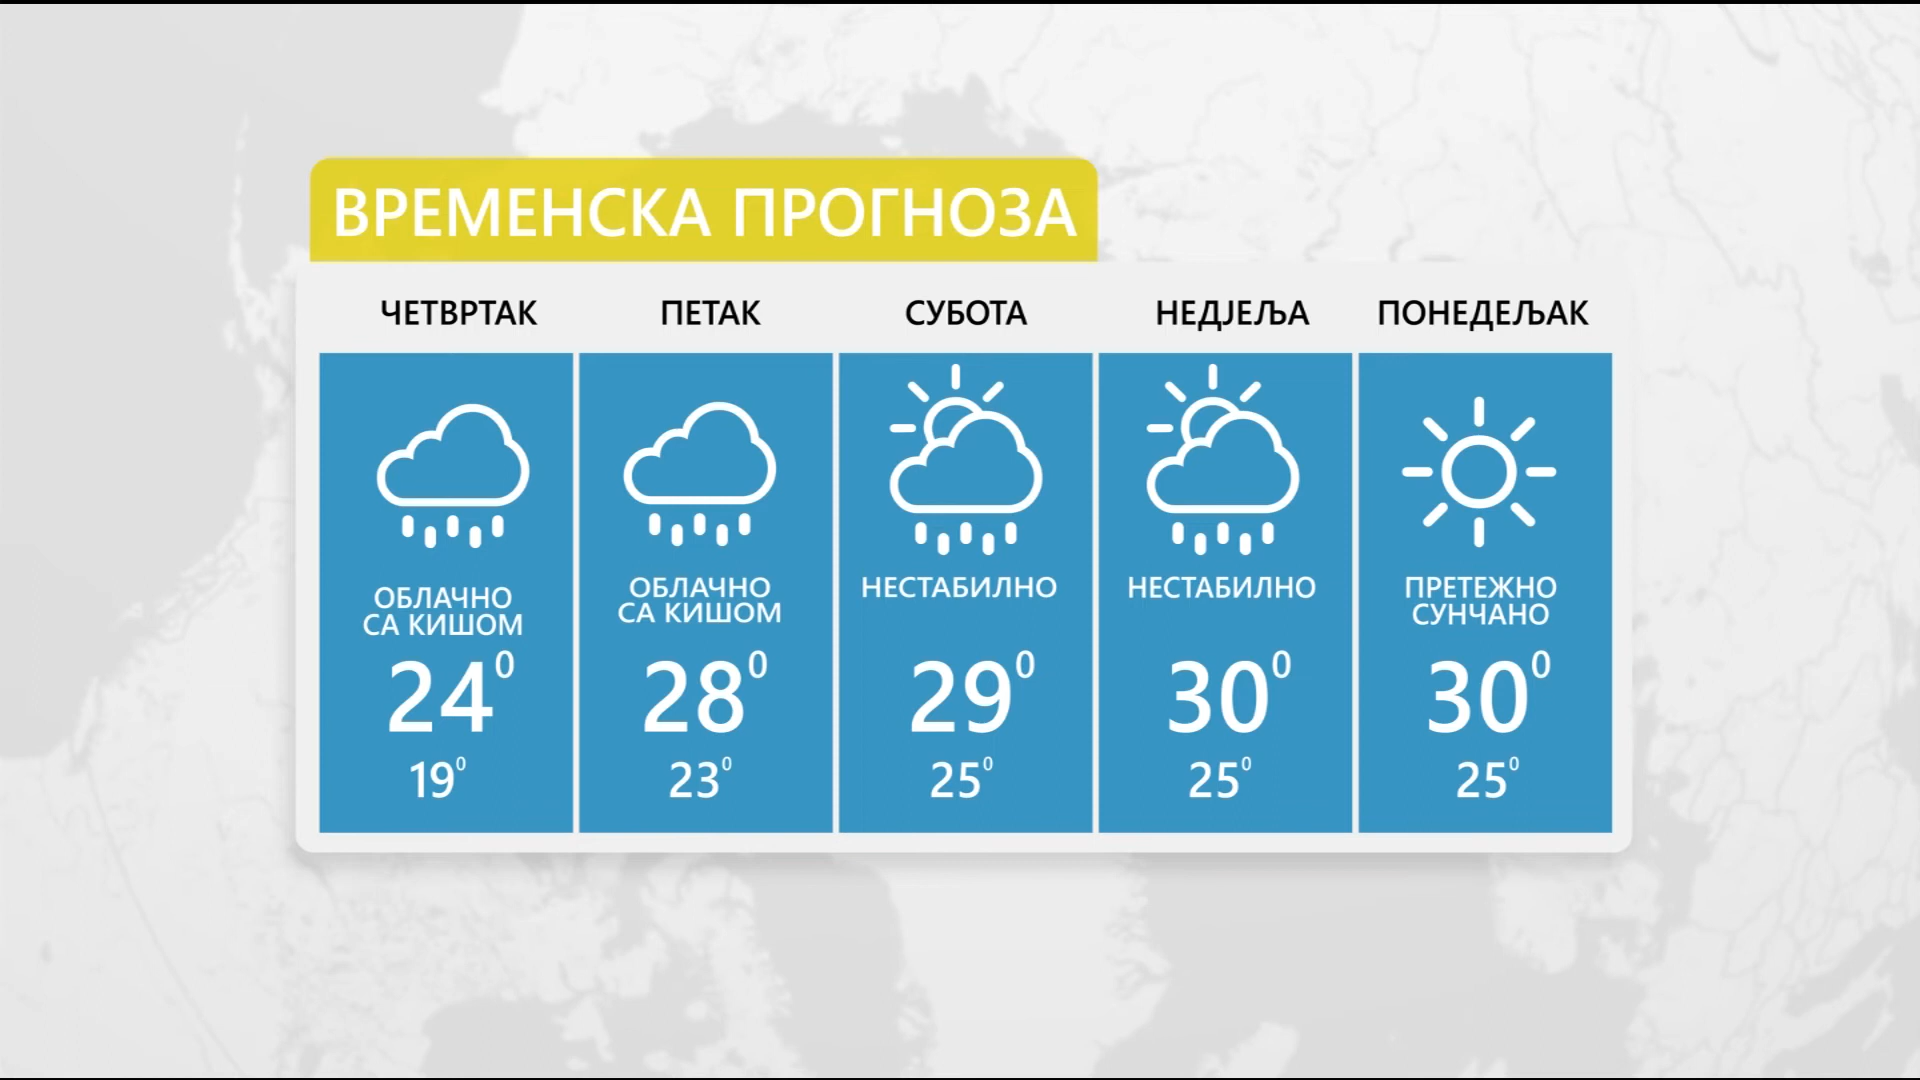 ВРЕМЕНСКА ПРОГНОЗА
ЧЕТВРТАК
ОБЛАЧНО
СА КИШОМ
24⁰
19⁰
ПЕТАК
ОБЛАЧНО
СА КИШОМ
28⁰
23⁰
СУБОТА
НЕСТАБИЛНО
29⁰
25⁰
НЕДЈЕЉА
НЕСТАБИЛНО
30⁰
25⁰
ПОНЕДЕЉАК
ПРЕТЕЖНО
СУНЧАНО
30⁰
25⁰